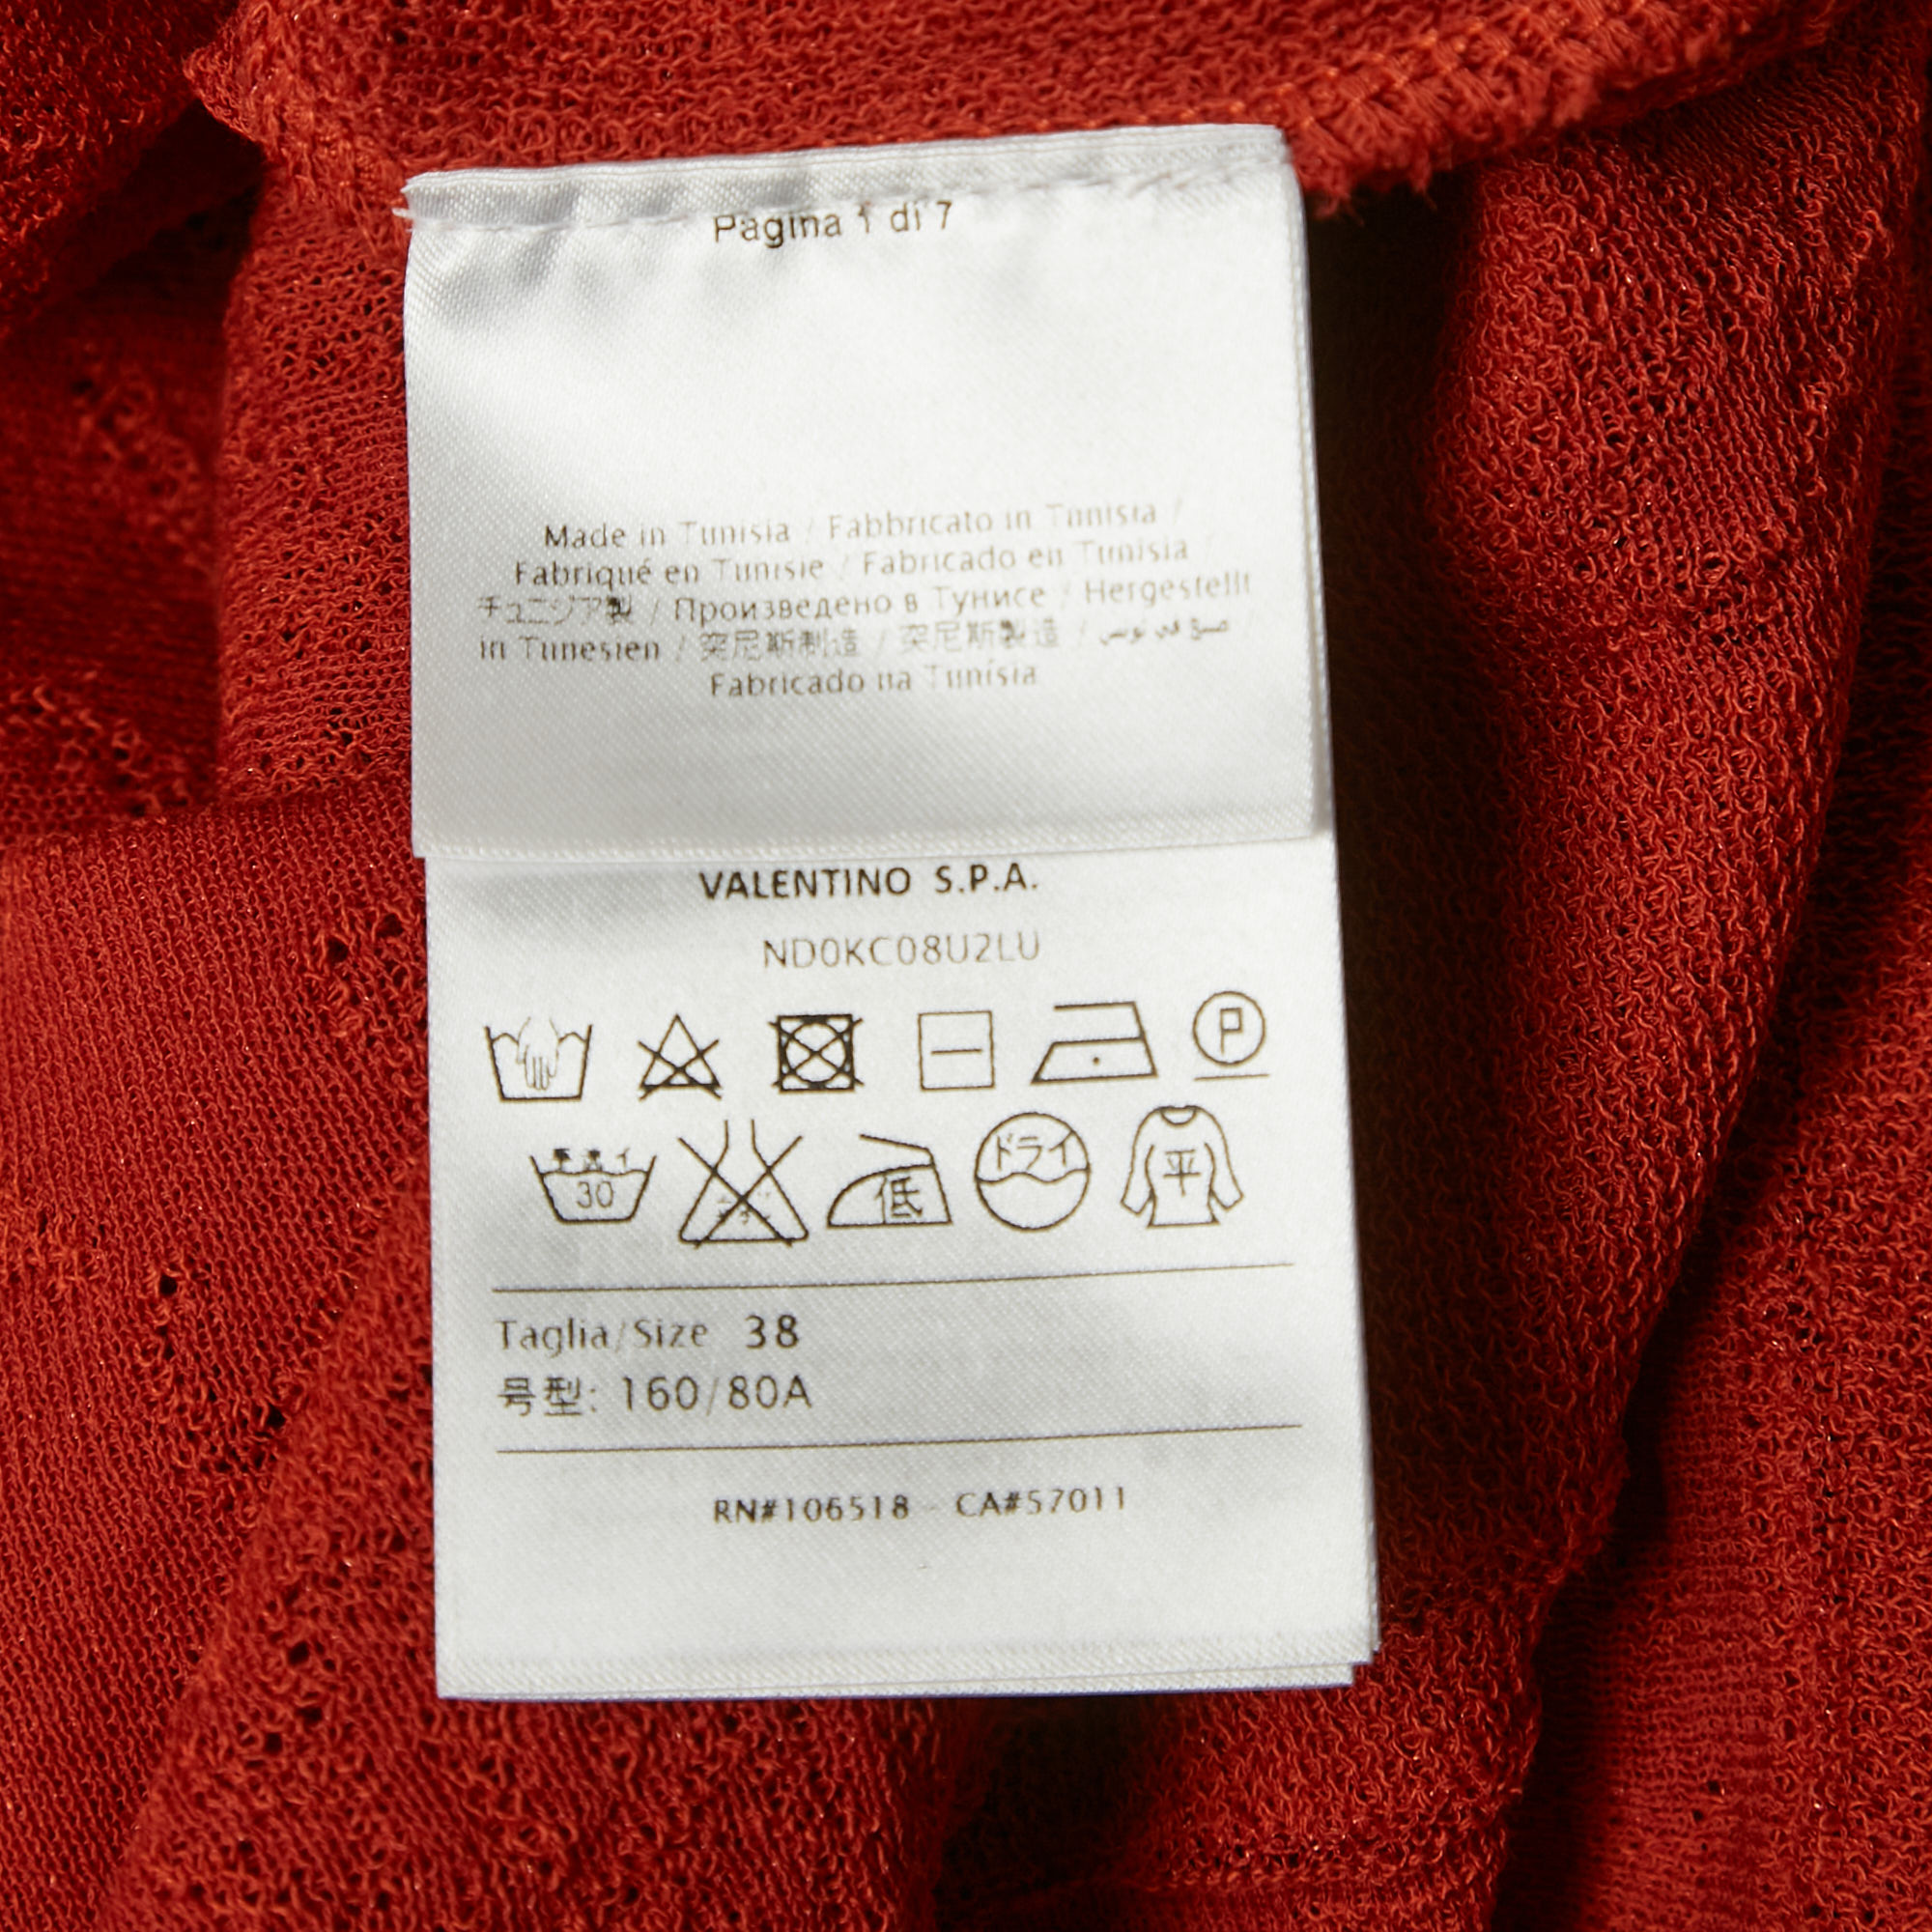 Pagina 1 di 7
Made in Tunisia / Fabbricato in Tunisia /
Fabriqué en Tunisie / Fabricado en Tunisia /
チュニジア製 / Произведено в Тунисе / Hergestellt
in Tunesien / 突尼斯制造 / 突尼斯製造 / صنع في تونس /
Fabricado na Tunísia
VALENTINO S.P.A.
ND0KC08U2LU
P
30 低 ドライ 平
Taglia/Size 38
号型: 160/80A
RN#106518 - CA#57011